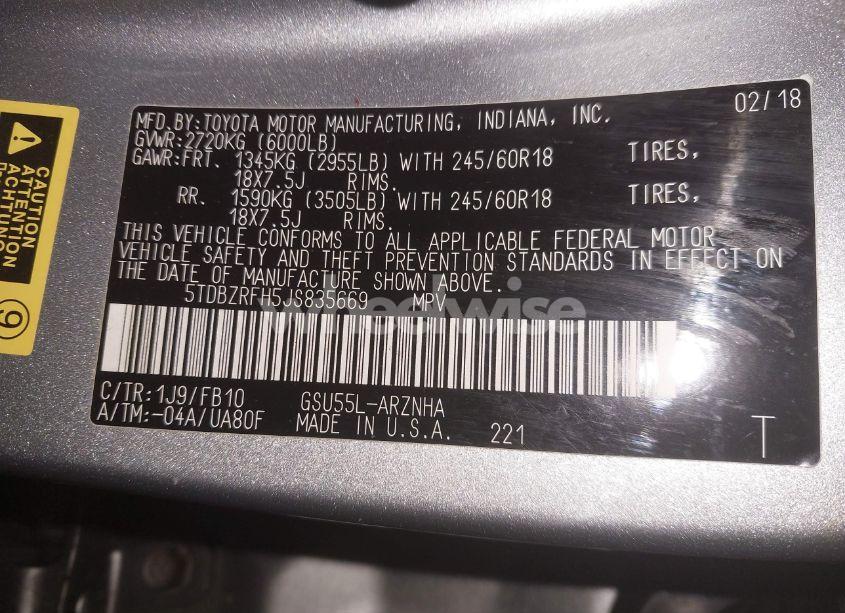 MFD.BY:TOYOTA MOTOR MANUFACTURING, INDIANA, INC. 02/18
GVWR:2720KG (6000LB)
GAWR:FRT. 1345KG (2955LB) WITH 245/60R18 TIRES,
18X7.5J RIMS.
RR. 1590KG (3505LB) WITH 245/60R18 TIRES,
18X7.5J RIMS.
THIS VEHICLE CONFORMS TO ALL APPLICABLE FEDERAL MOTOR
VEHICLE SAFETY AND THEFT PREVENTION STANDARDS IN EFFECT ON
THE DATE OF MANUFACTURE SHOWN ABOVE.
5TDBZRFH5JS835669 MPV
wheelwise
C/TR:1J9/FB10 GSU55L-ARZNHA
A/TM:-04A/UA80F MADE IN U.S.A. 221 T
CAUTION
ATTENTION
ACHTUNG
9